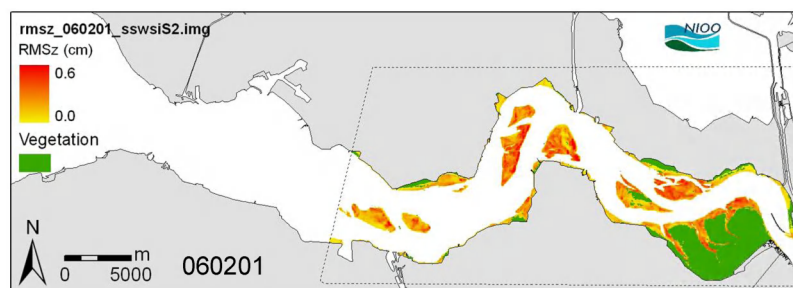 rmsz_060201_sswsiS2.img
RMSz (cm)
0.6
0.0
Vegetation
N
m
0
5000
060201
NIOO